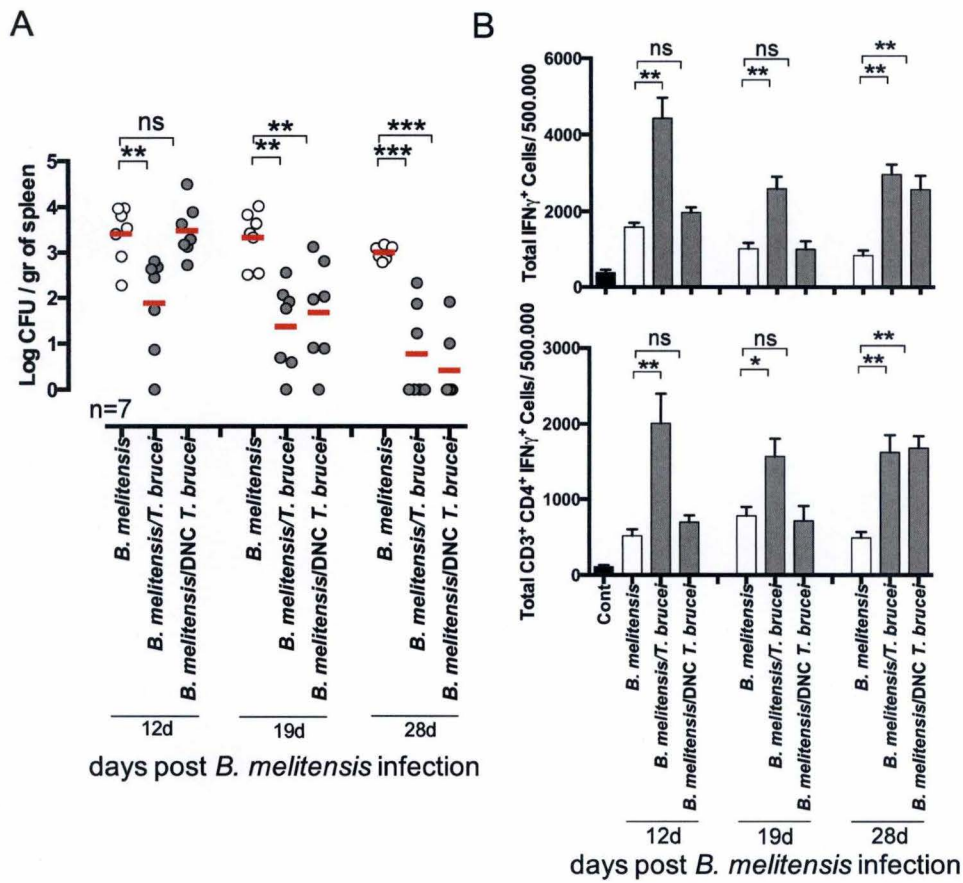 A
Log CFU / gr of spleen
5
4
3
2
1
0
ns
**
**
**
***
***
n=7
B. melitensis
B. melitensis/T. brucei
B. melitensis/DNC T. brucei
B. melitensis
B. melitensis/T. brucei
B. melitensis/DNC T. brucei
B. melitensis
B. melitensis/T. brucei
B. melitensis/DNC T. brucei
12d
19d
28d
days post B. melitensis infection
B
Total IFNγ+ Cells/ 500.000
6000
4000
2000
0
ns
**
ns
**
**
**
Total CD3+ CD4+ IFNγ+ Cells/ 500.000
3000
2000
1000
0
ns
**
ns
*
**
**
Cont
B. melitensis
B. melitensis/T. brucei
B. melitensis/DNC T. brucei
B. melitensis
B. melitensis/T. brucei
B. melitensis/DNC T. brucei
B. melitensis
B. melitensis/T. brucei
B. melitensis/DNC T. brucei
12d
19d
28d
days post B. melitensis infection